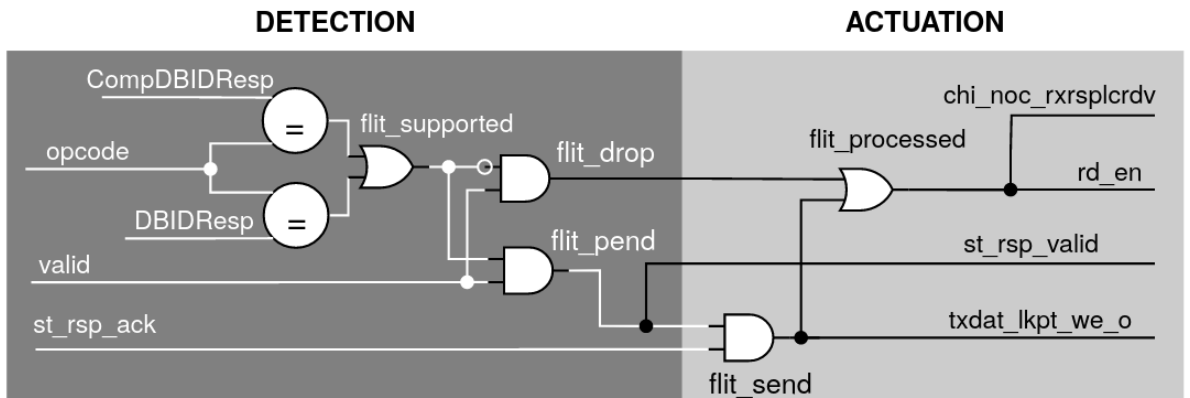 DETECTION
ACTUATION
CompDBIDResp
=
opcode
flit_supported
flit_drop
=
DBIDResp
valid
flit_pend
st_rsp_ack
flit_send
flit_processed
chi_noc_rxrsplcrdv
rd_en
st_rsp_valid
txdat_lkpt_we_o